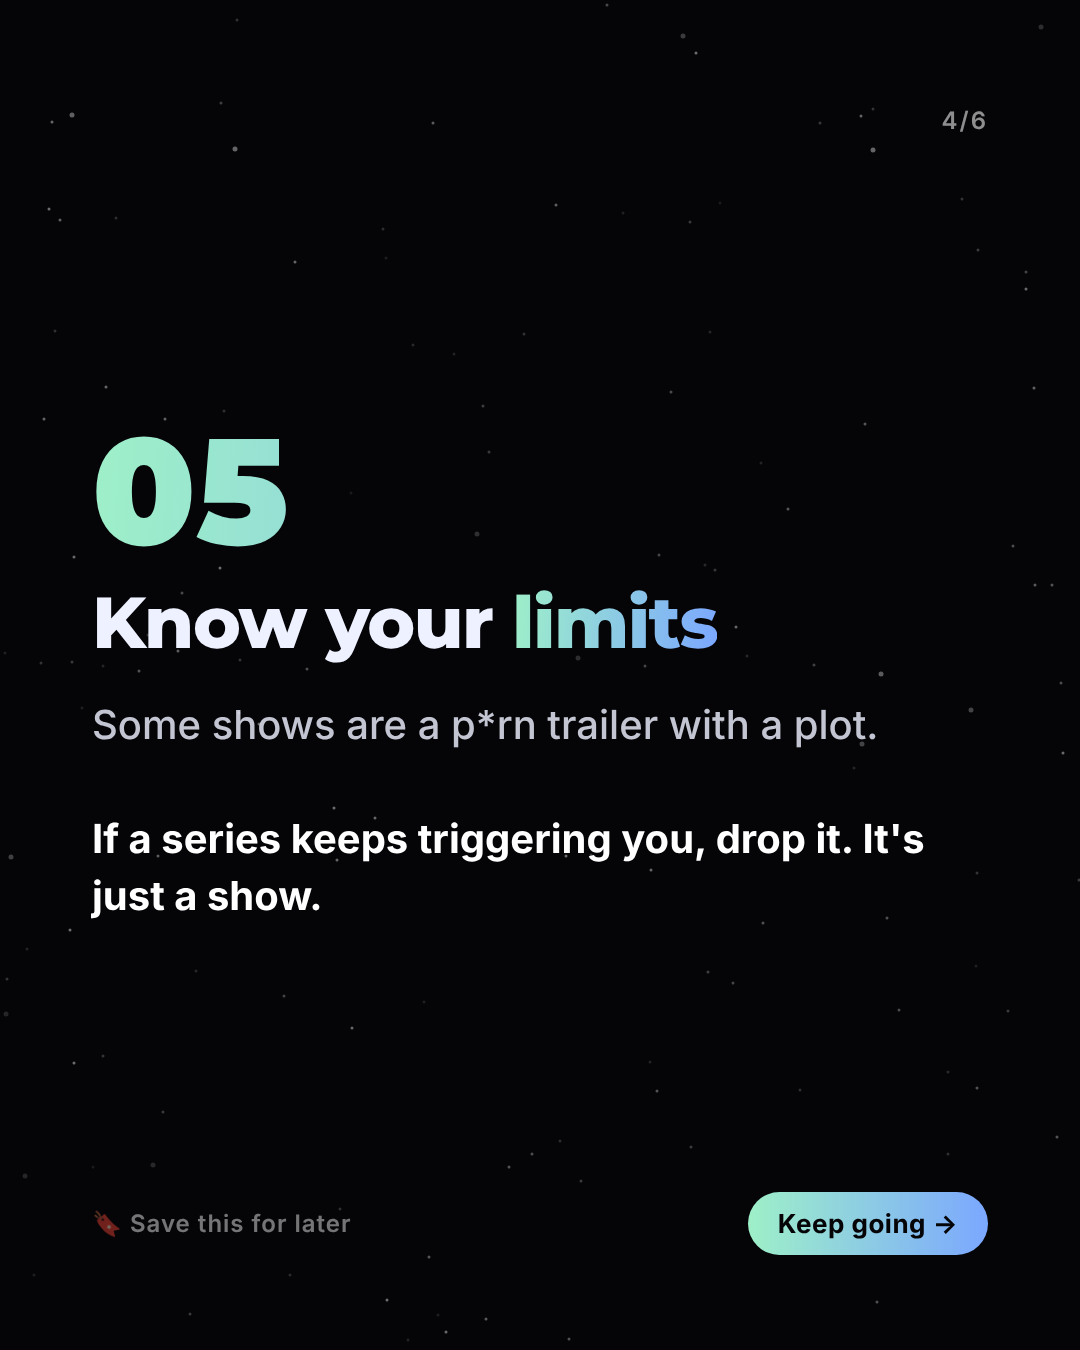 4/6
05
Know your limits
Some shows are a p*rn trailer with a plot.
If a series keeps triggering you, drop it. It's
just a show.
Save this for later
Keep going →